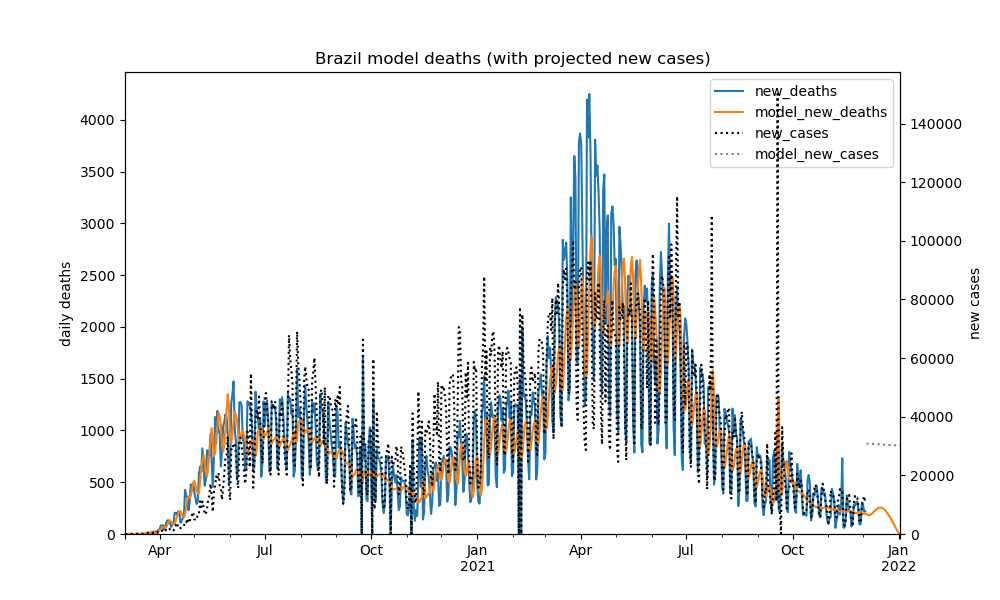 Brazil model deaths (with projected new cases)
new_deaths
model_new_deaths
new_cases
model_new_cases
daily deaths
4000
3500
3000
2500
2000
1500
1000
500
0
140000
120000
100000
80000
60000
40000
20000
0
new cases
Apr
Jul
Oct
Jan
2021
Apr
Jul
Oct
Jan
2022